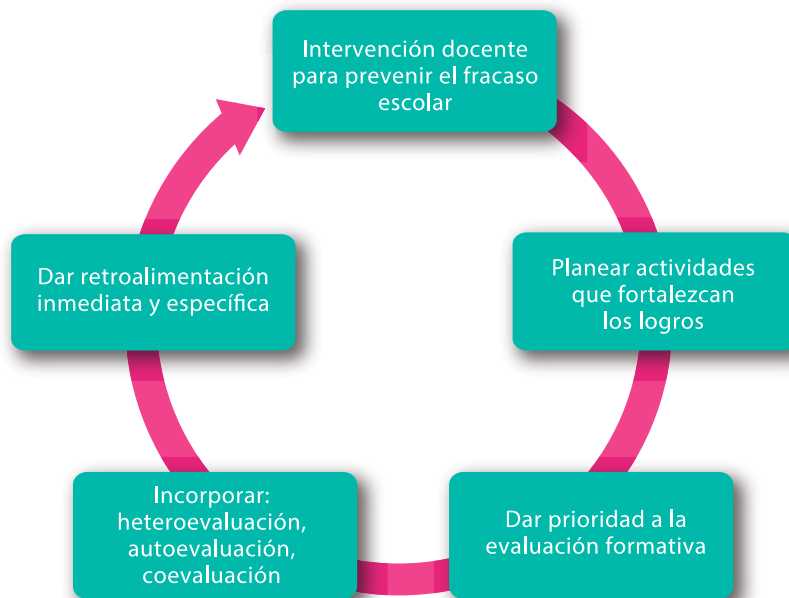 Intervención docente
para prevenir el fracaso
escolar
Planear actividades
que fortalezcan
los logros
Dar prioridad a la
evaluación formativa
Incorporar:
heteroevaluación,
autoevaluación,
coevaluación
Dar retroalimentación
inmediata y específica